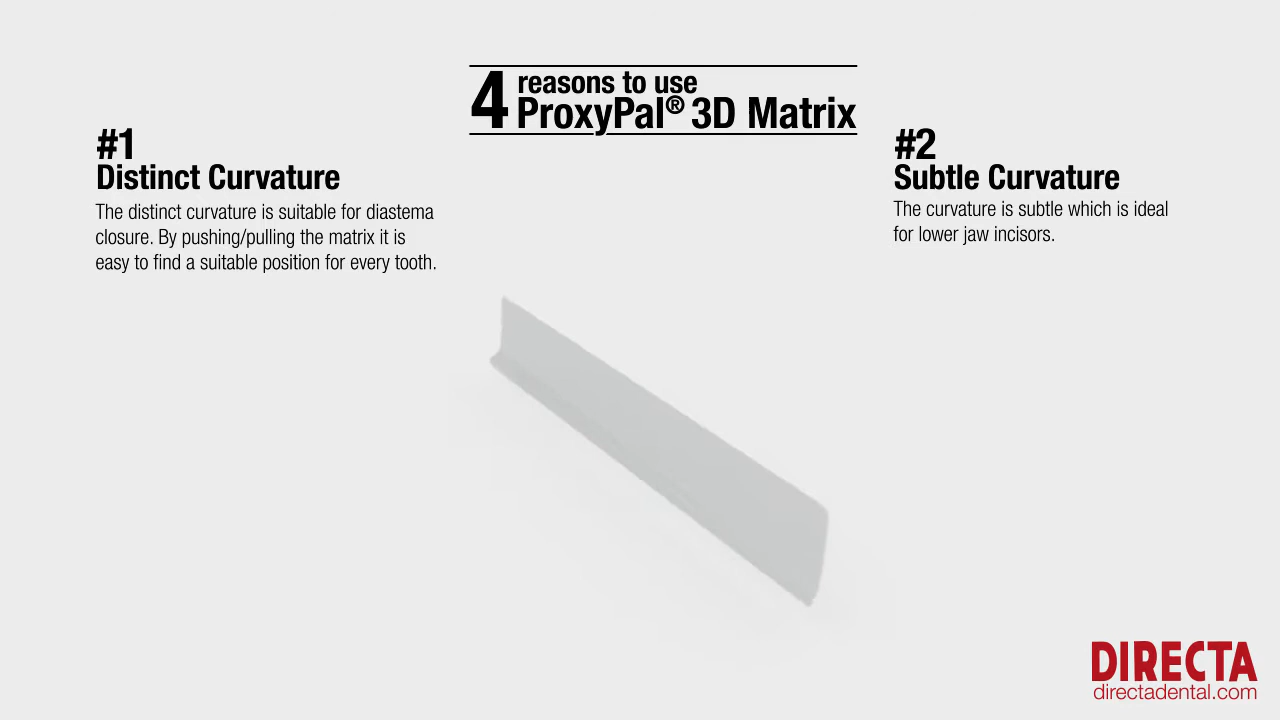 4 reasons to use
ProxyPal® 3D Matrix
#1
Distinct Curvature
The distinct curvature is suitable for diastema
closure. By pushing/pulling the matrix it is
easy to find a suitable position for every tooth.
#2
Subtle Curvature
The curvature is subtle which is ideal
for lower jaw incisors.
DIRECTA
directadental.com